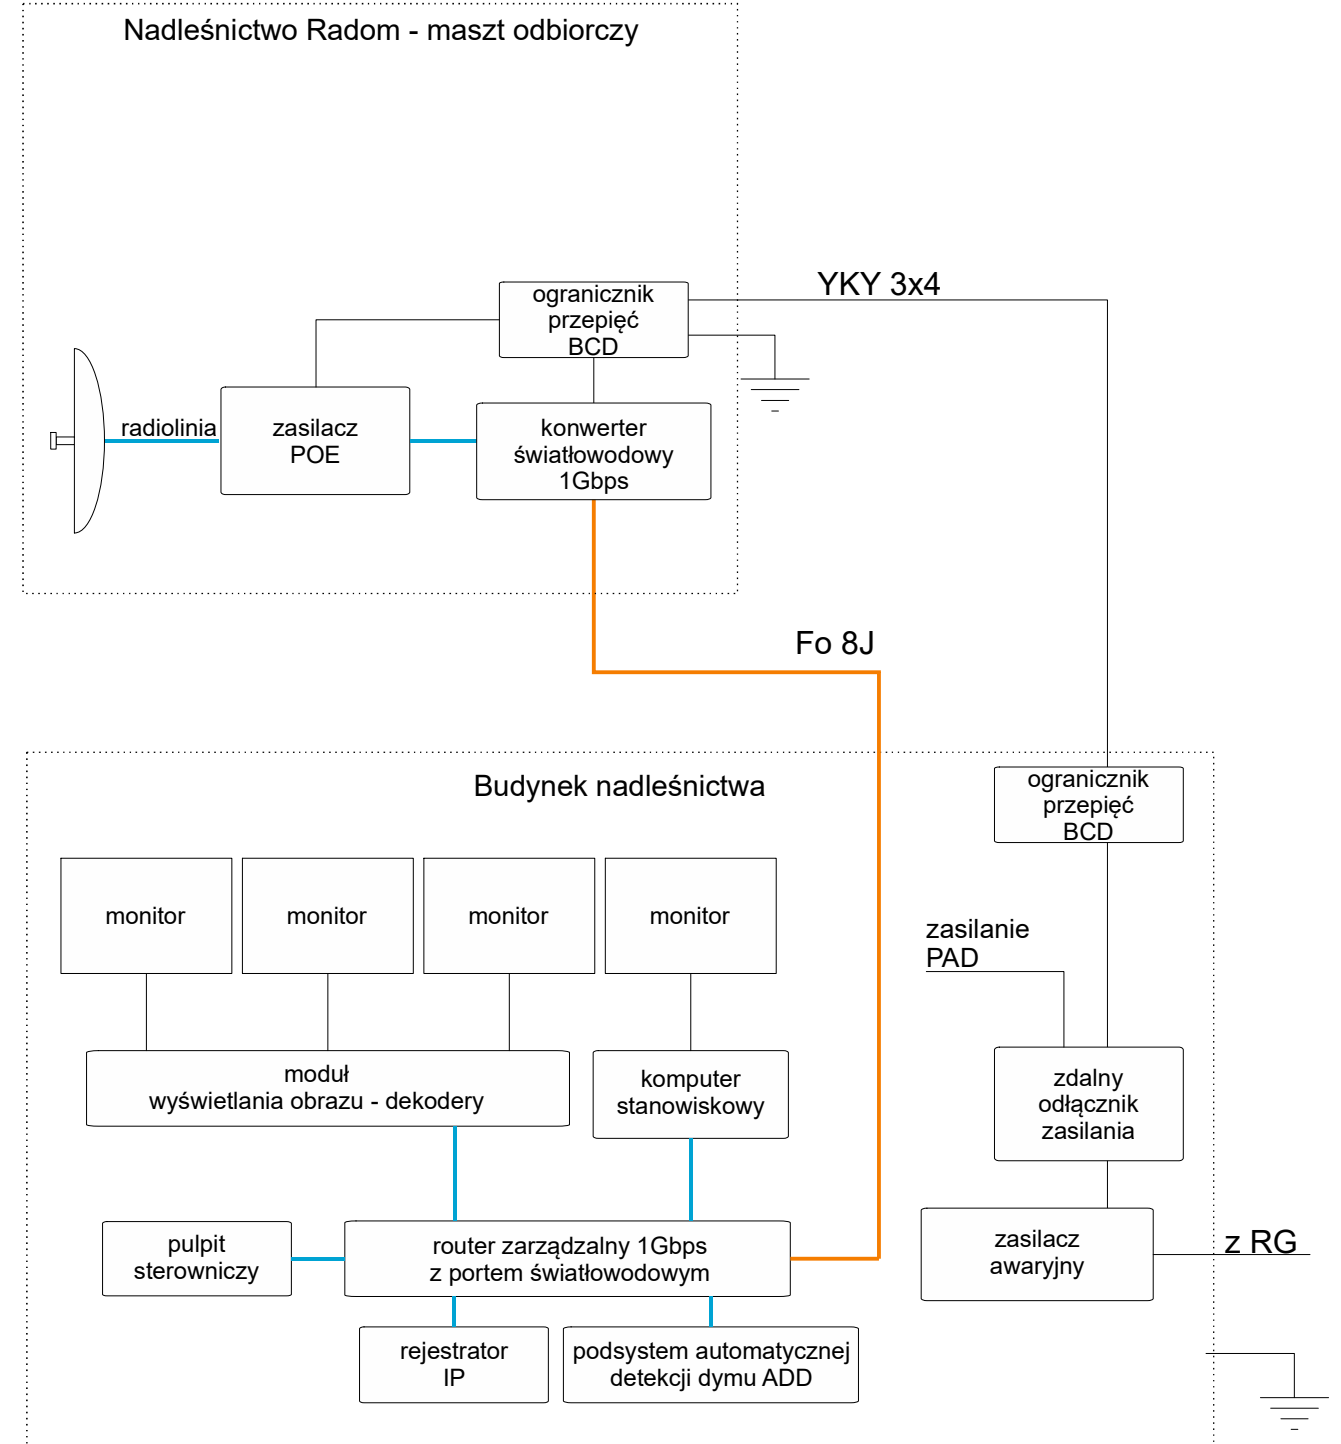 Nadleśnictwo Radom - maszt odbiorczy
YKY 3x4
ogranicznik
przepięć
BCD
radiolinia
zasilacz
POE
konwerter
światłowodowy
1Gbps
Fo 8J
Budynek nadleśnictwa
ogranicznik
przepięć
BCD
monitor
monitor
monitor
monitor
zasilanie
PAD
moduł
wyświetlania obrazu - dekodery
komputer
stanowiskowy
zdalny
odłącznik
zasilania
pulpit
sterowniczy
router zarządzalny 1Gbps
z portem światłowodowym
zasilacz
awaryjny
z RG
rejestrator
IP
podsystem automatycznej
detekcji dymu ADD